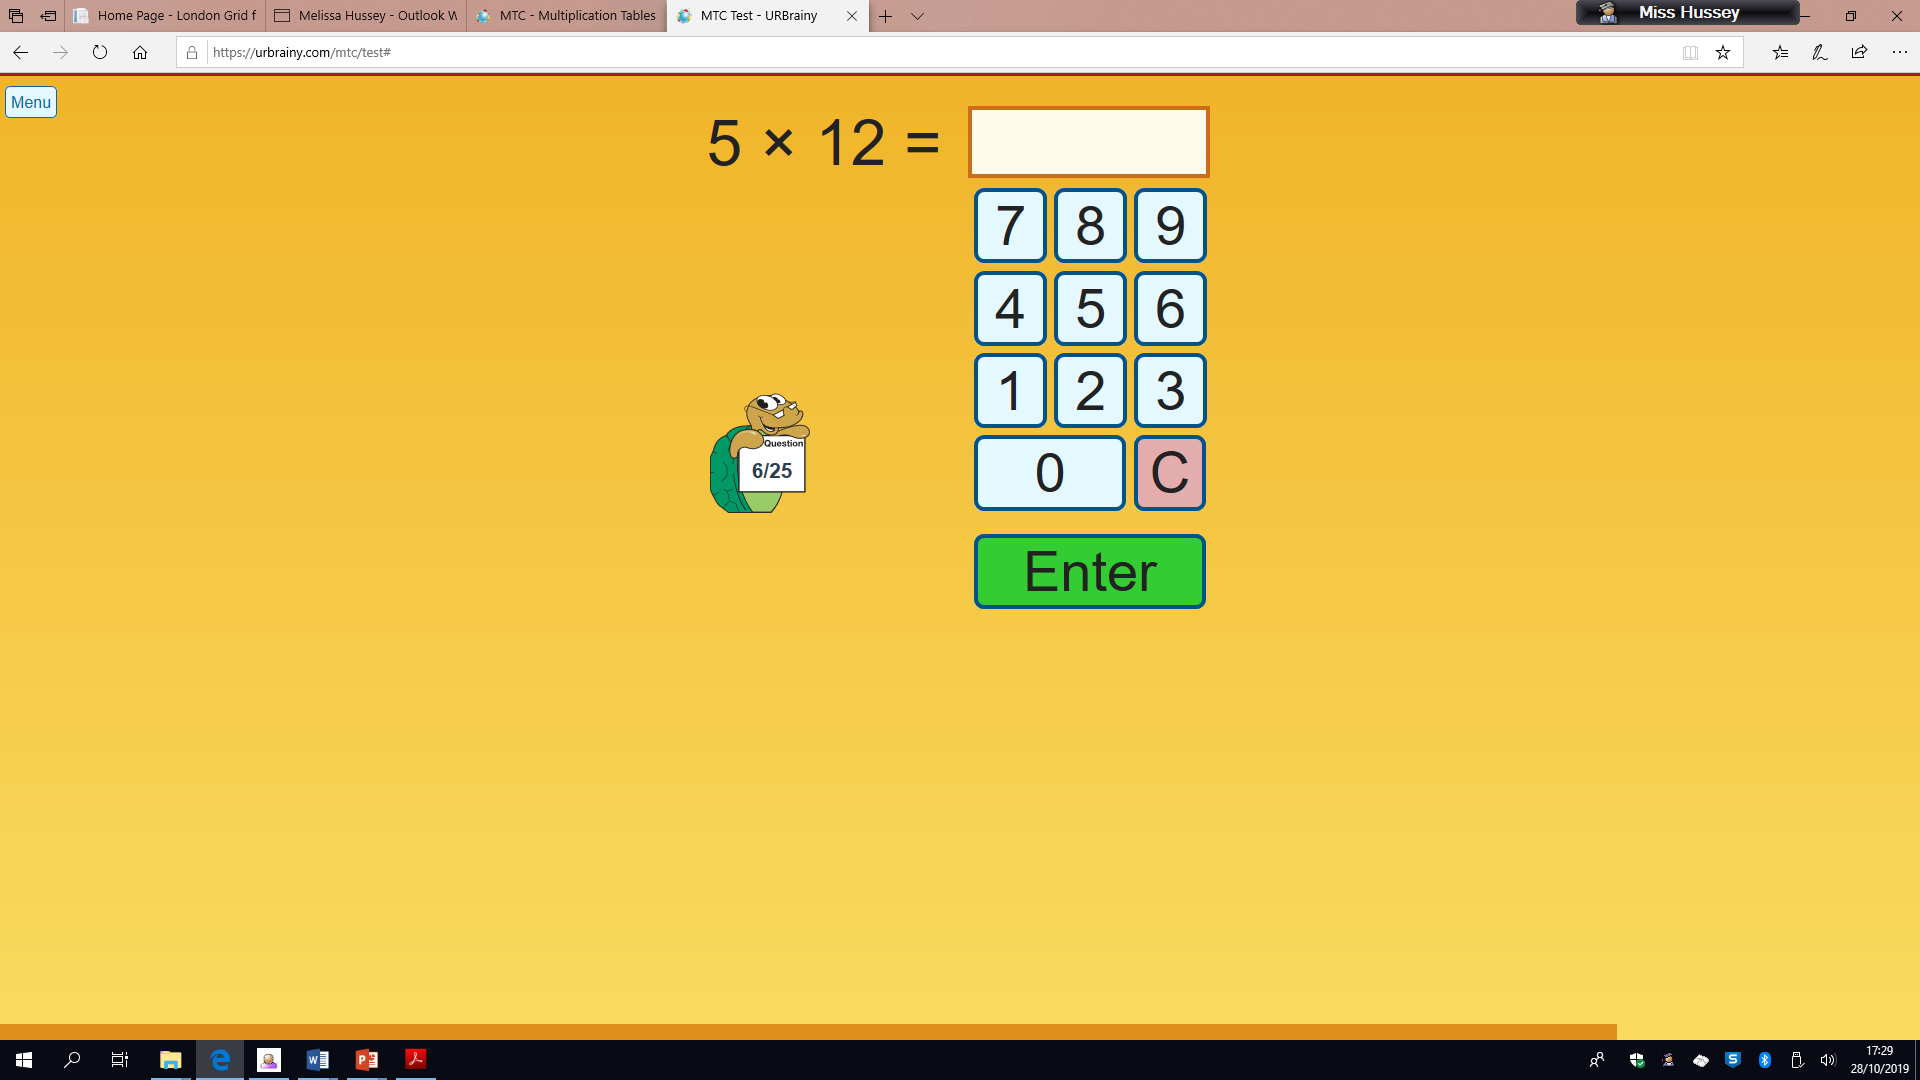 Home Page - London Grid f
Melissa Hussey - Outlook W
MTC - Multiplication Tables
MTC Test - URBrainy
Miss Hussey
https://urbrainy.com/mtc/test#
Menu
5 × 12 =
7 8 9
4 5 6
1 2 3
0 C
Enter
Question
6/25
17:29
28/10/2019